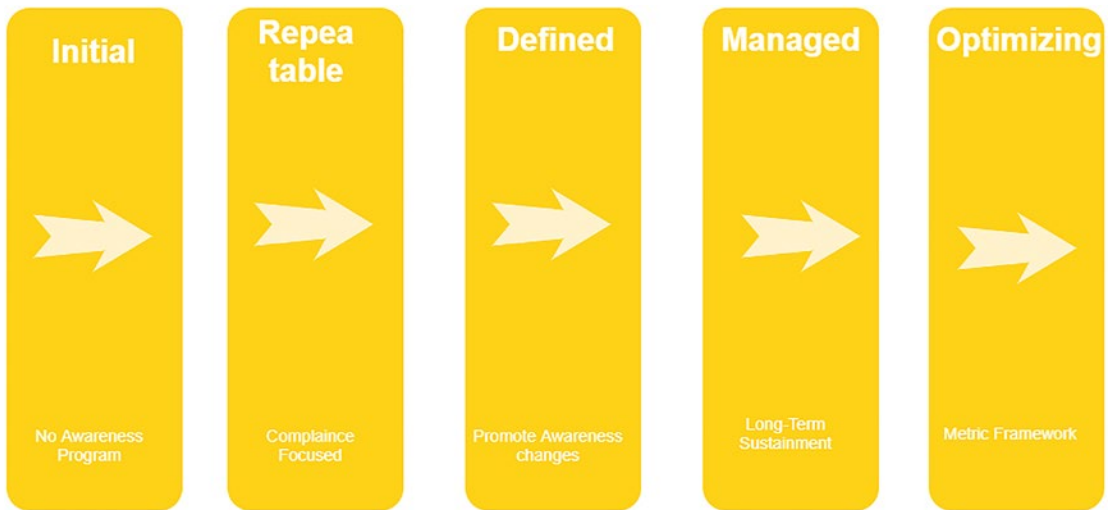 Initial
Repea
table
Defined
Managed
Optimizing
No Awareness
Program
Complaince
Focused
Promote Awareness
changes
Long-Term
Sustainment
Metric Framework